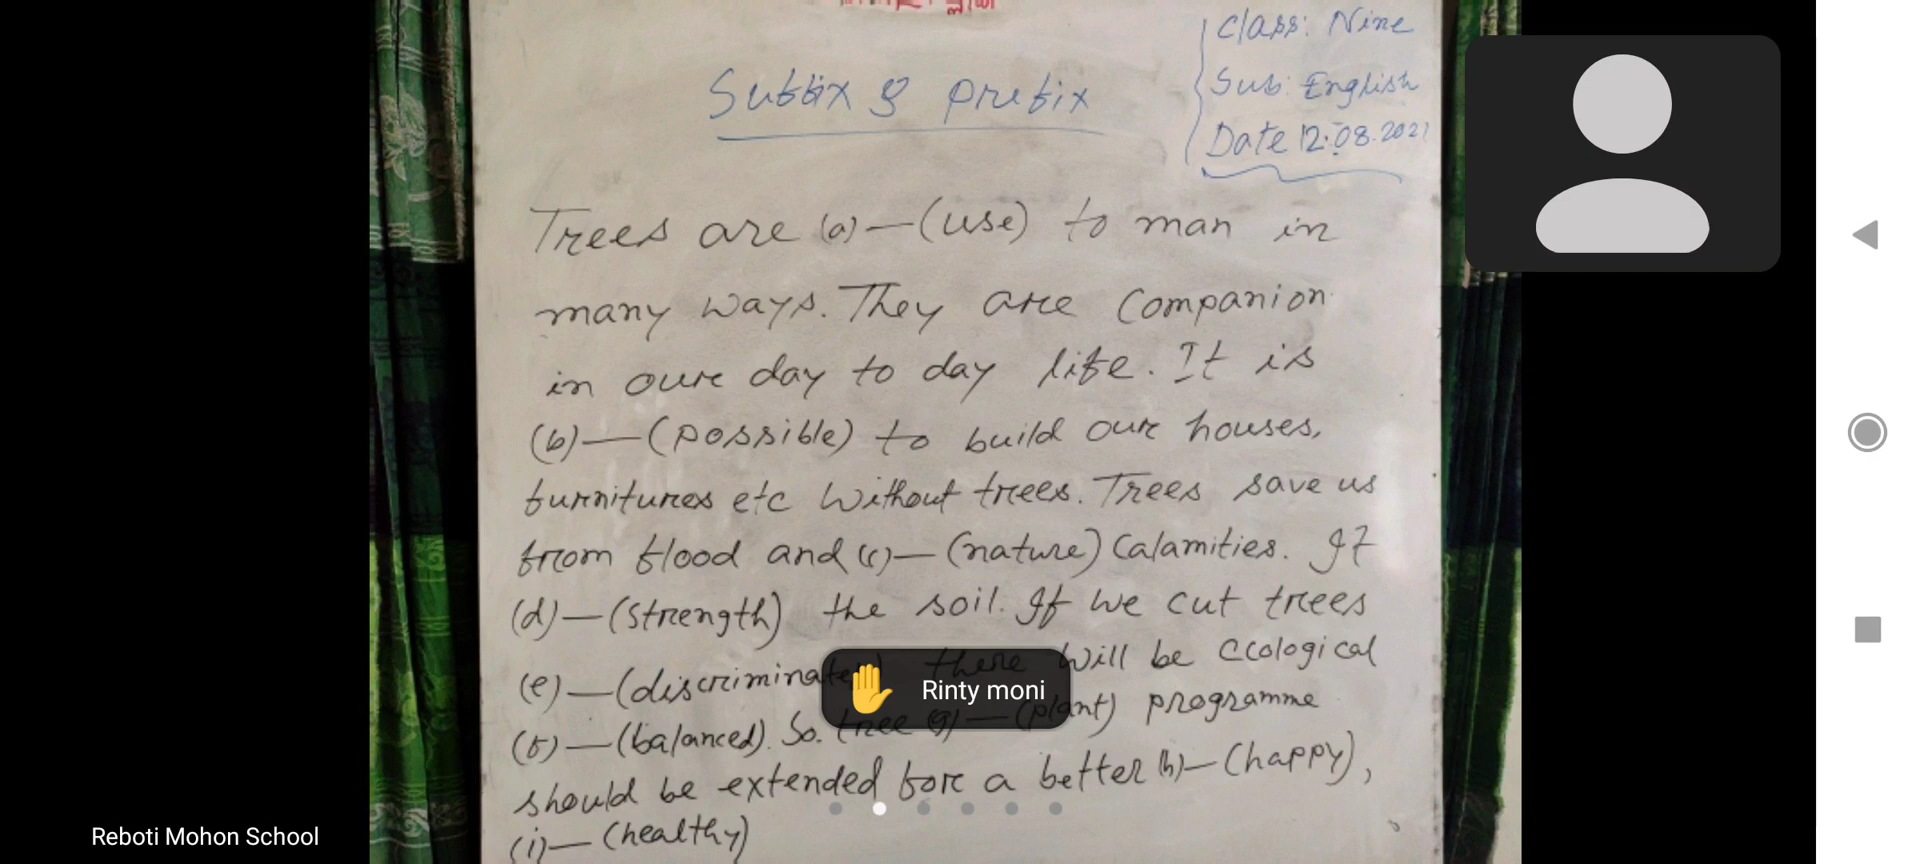 Class: Nine
Sub: English
Date 12.08.2021
Suffix & prefix
Trees are (a)—(use) to man in
many ways. They are companion
in our day to day life. It is
(b)—(possible) to build our houses,
furnitures etc without trees. Trees save us
from flood and (c)—(nature) calamities. It
(d)—(strength) the soil. If we cut trees
(e)—(discriminate) there will be ecological
(f)—(balanced). So. tree (g)—(plant) programme
should be extended for a better (h)—(happy),
(i)—(healthy)
Rinty moni
Reboti Mohon School